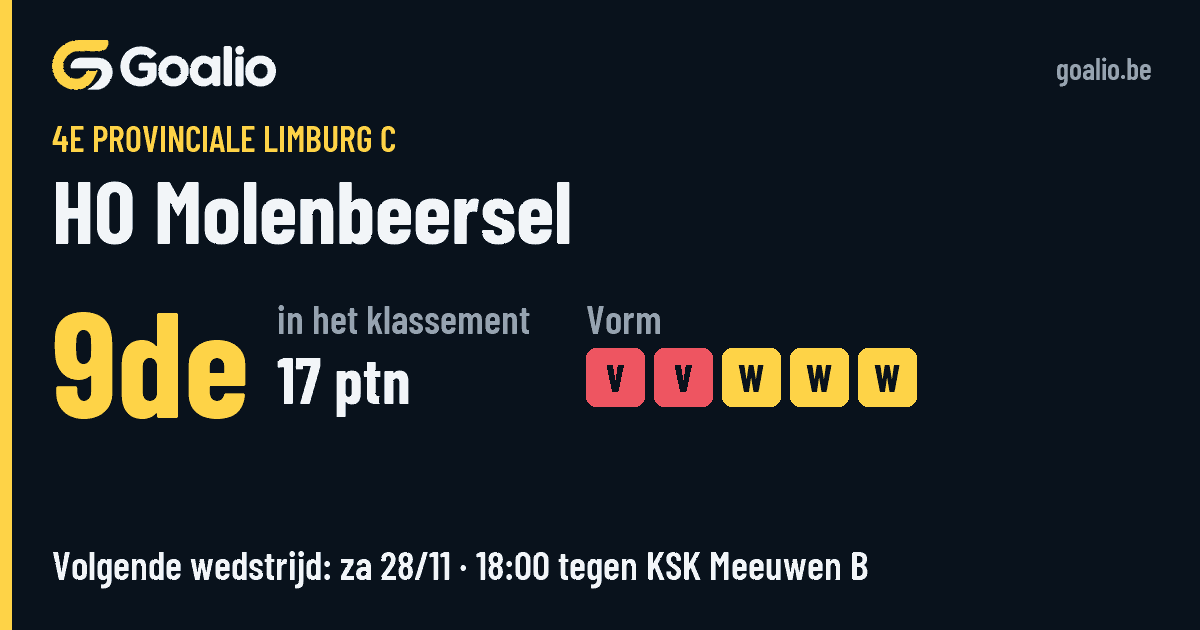 Goalio
goalio.be
4E PROVINCIALE LIMBURG C
HO Molenbeersel
9de
in het klassement
17 ptn
Vorm
V V W W W
Volgende wedstrijd: za 28/11 · 18:00 tegen KSK Meeuwen B